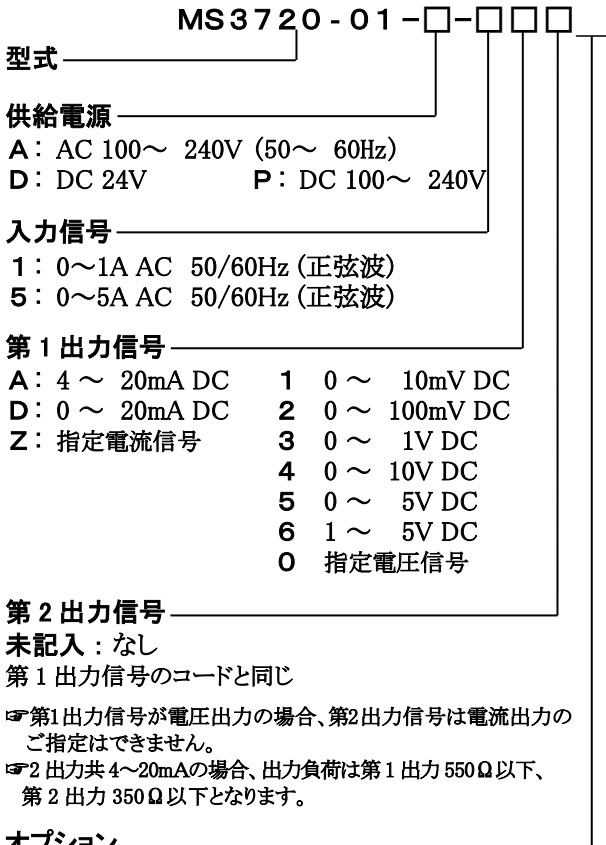 MS3720-01-□-□□□
型式
供給電源
A：AC 100～ 240V（50～ 60Hz）
D：DC 24V P：DC 100～ 240V
入力信号
1：0～1A AC 50/60Hz（正弦波）
5：0～5A AC 50/60Hz（正弦波）
第1出力信号
A：4 ～ 20mA DC 1 0 ～ 10mV DC
D：0 ～ 20mA DC 2 0 ～ 100mV DC
Z：指定電流信号 3 0 ～ 1V DC
4 0 ～ 10V DC
5 0 ～ 5V DC
6 1 ～ 5V DC
0 指定電圧信号
第2出力信号
未記入：なし
第1出力信号のコードと同じ
☞第1出力信号が電圧出力の場合、第2出力信号は電流出力の
ご指定はできません。
☞2出力共4～20mAの場合、出力負荷は第1出力550Ω以下、
第2出力350Ω以下となります。
オプション